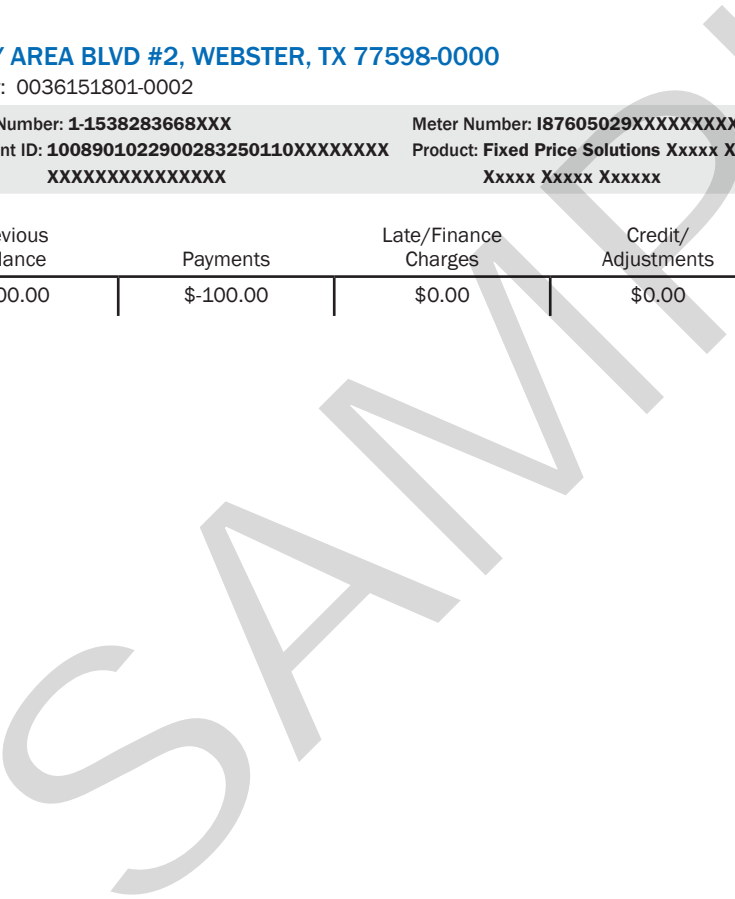 Y AREA BLVD #2, WEBSTER, TX 77598-0000
: 0036151801-0002
Number: 1-1538283668XXX Meter Number: I87605029XXXXXXXXX
nt ID: 1008901022900283250110XXXXXXXX Product: Fixed Price Solutions Xxxxx X
XXXXXXXXXXXXXXX Xxxxx Xxxxx Xxxxxx
vious Late/Finance Credit/
lance Payments Charges Adjustments
00.00 $-100.00 $0.00 $0.00
SAMP